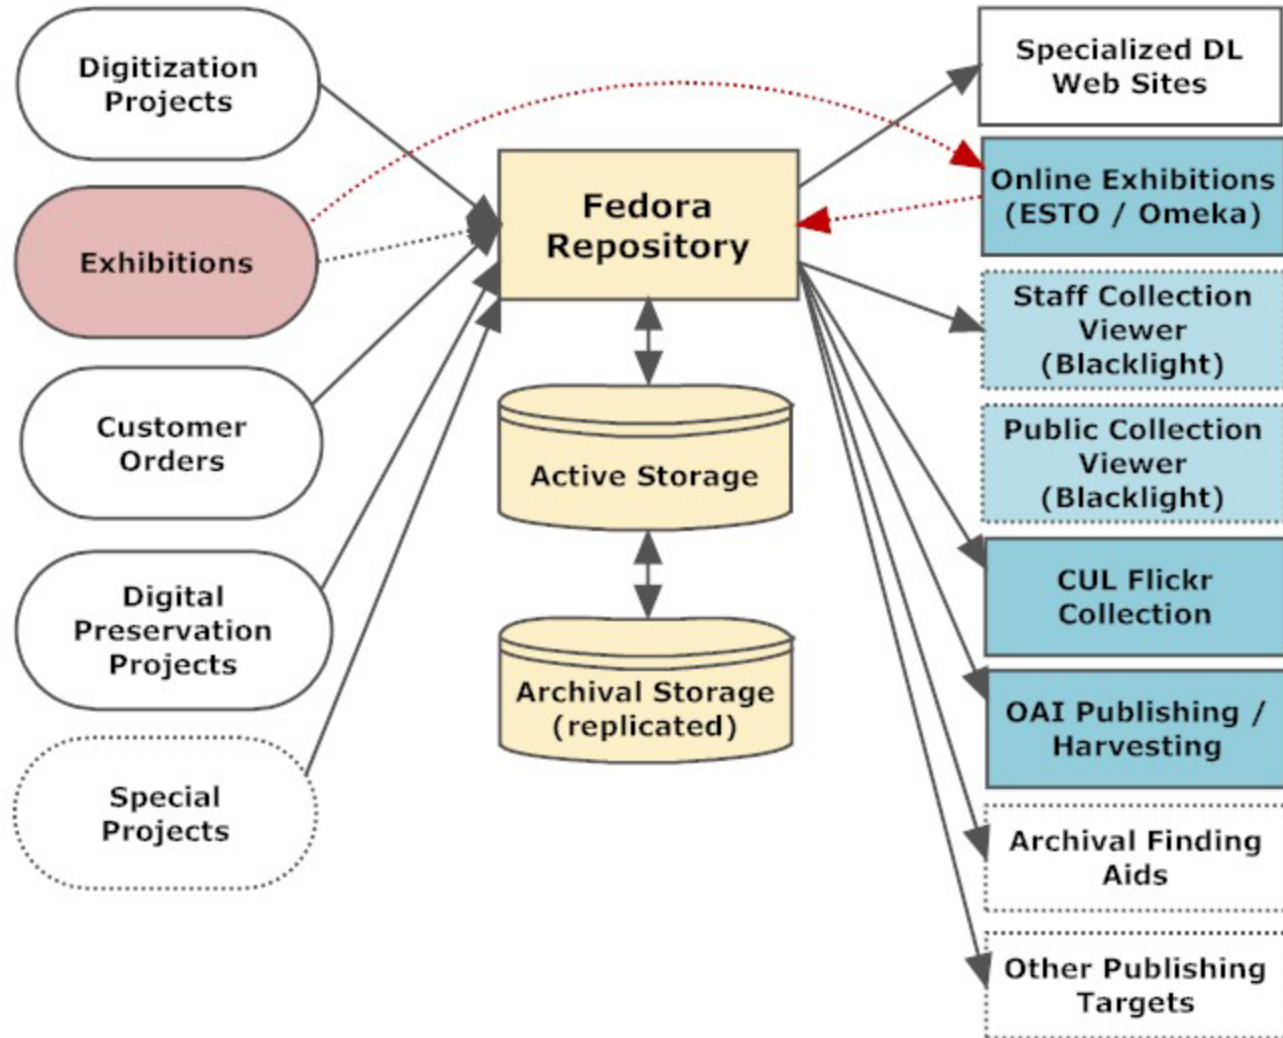 Digitization
Projects
Exhibitions
Customer
Orders
Digital
Preservation
Projects
Special
Projects
Fedora
Repository
Active Storage
Archival Storage
(replicated)
Specialized DL
Web Sites
Online Exhibitions
(ESTO / Omeka)
Staff Collection
Viewer
(Blacklight)
Public Collection
Viewer
(Blacklight)
CUL Flickr
Collection
OAI Publishing /
Harvesting
Archival Finding
Aids
Other Publishing
Targets